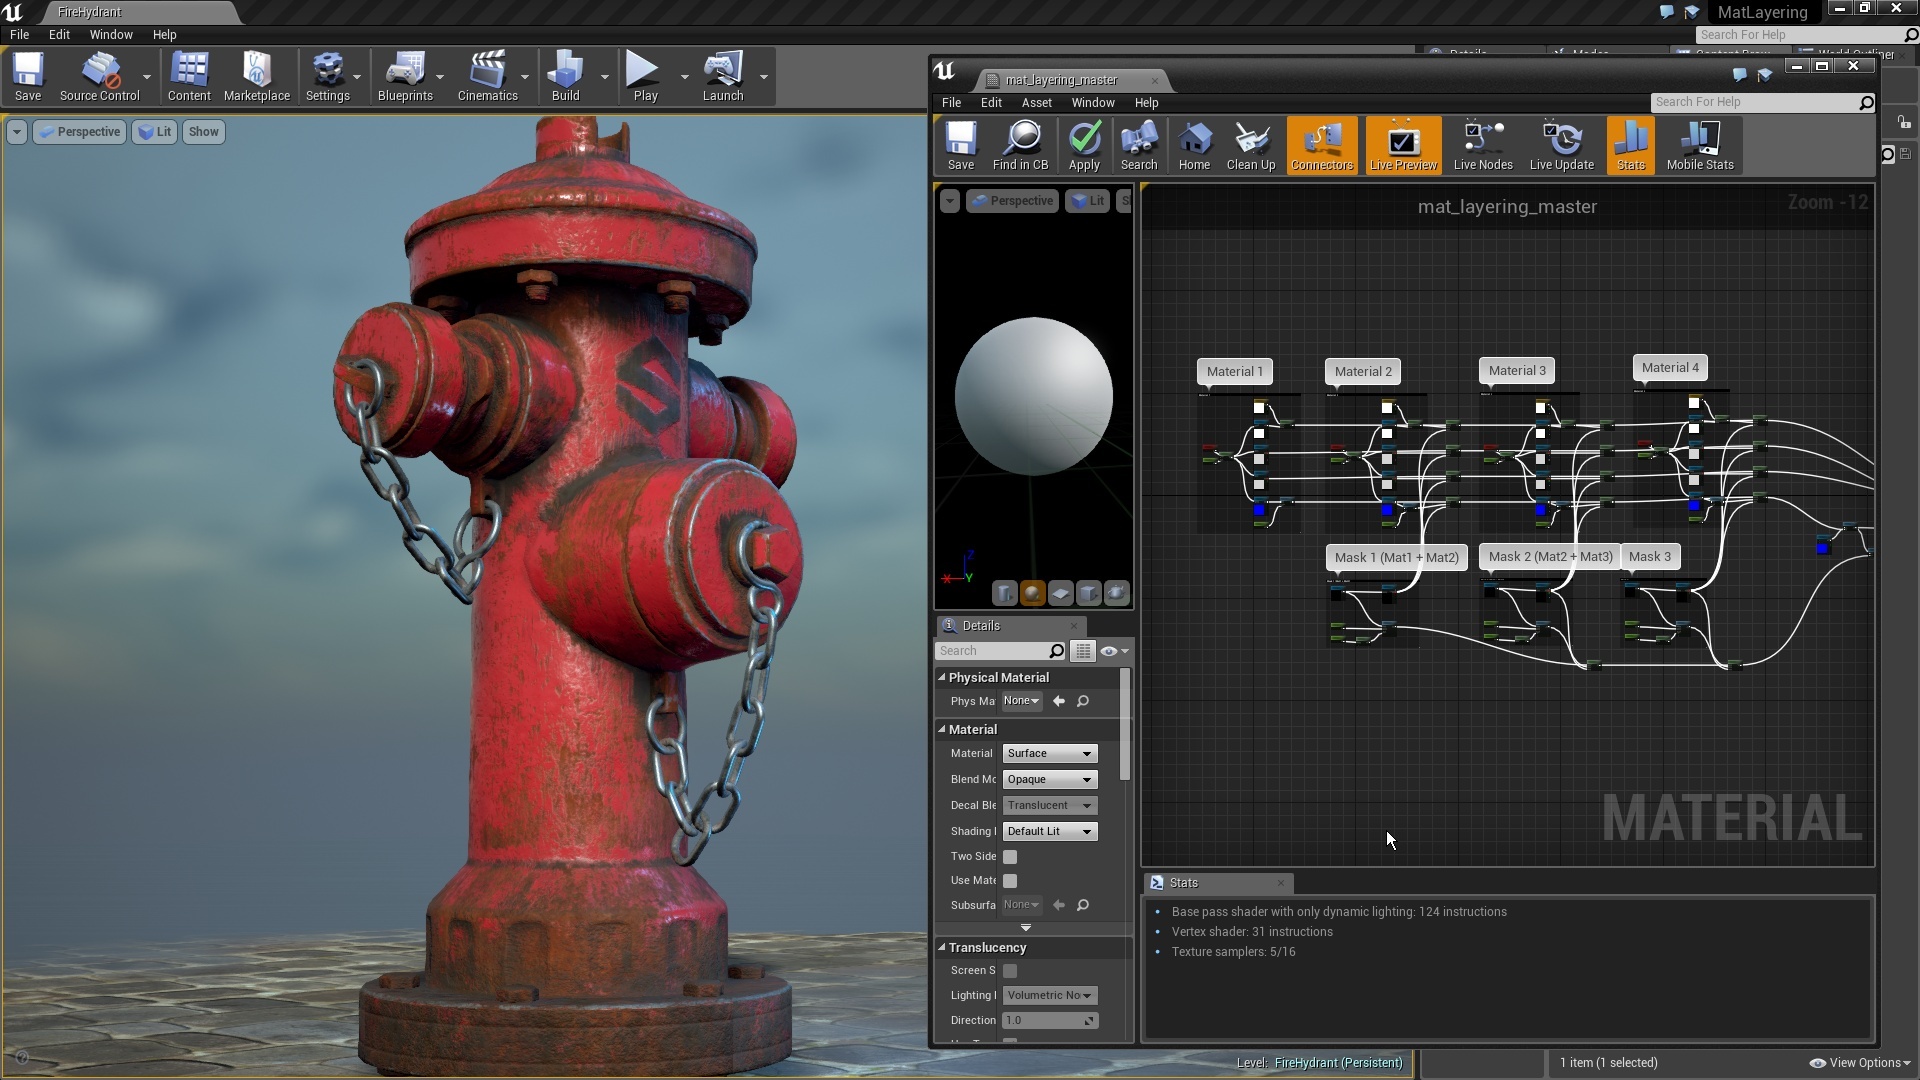 FireHydrant
MatLayering
File Edit Window Help
Search For Help
Save Source Control Content Marketplace Settings Blueprints Cinematics Build Play Launch
Perspective Lit Show
mat_layering_master
File Edit Asset Window Help
Search For Help
Save Find in CB Apply Search Home Clean Up Connectors Live Preview Live Nodes Live Update Stats Mobile Stats
Perspective Lit
mat_layering_master
Zoom -12
Material 1 Material 2 Material 3 Material 4
Mask 1 (Mat1 + Mat2) Mask 2 (Mat2 + Mat3) Mask 3
Z
X Y
MATERIAL
Details
Search
Physical Material
Phys Ma None
Material
Material Surface
Blend Mo Opaque
Decal Ble Translucent
Shading Default Lit
Two Side
Use Mate
Subsurfa None
Translucency
Screen S
Lighting Volumetric No
Direction 1.0
Stats
Base pass shader with only dynamic lighting: 124 instructions
Vertex shader: 31 instructions
Texture samplers: 5/16
Level: FireHydrant (Persistent)
1 item (1 selected)
View Options